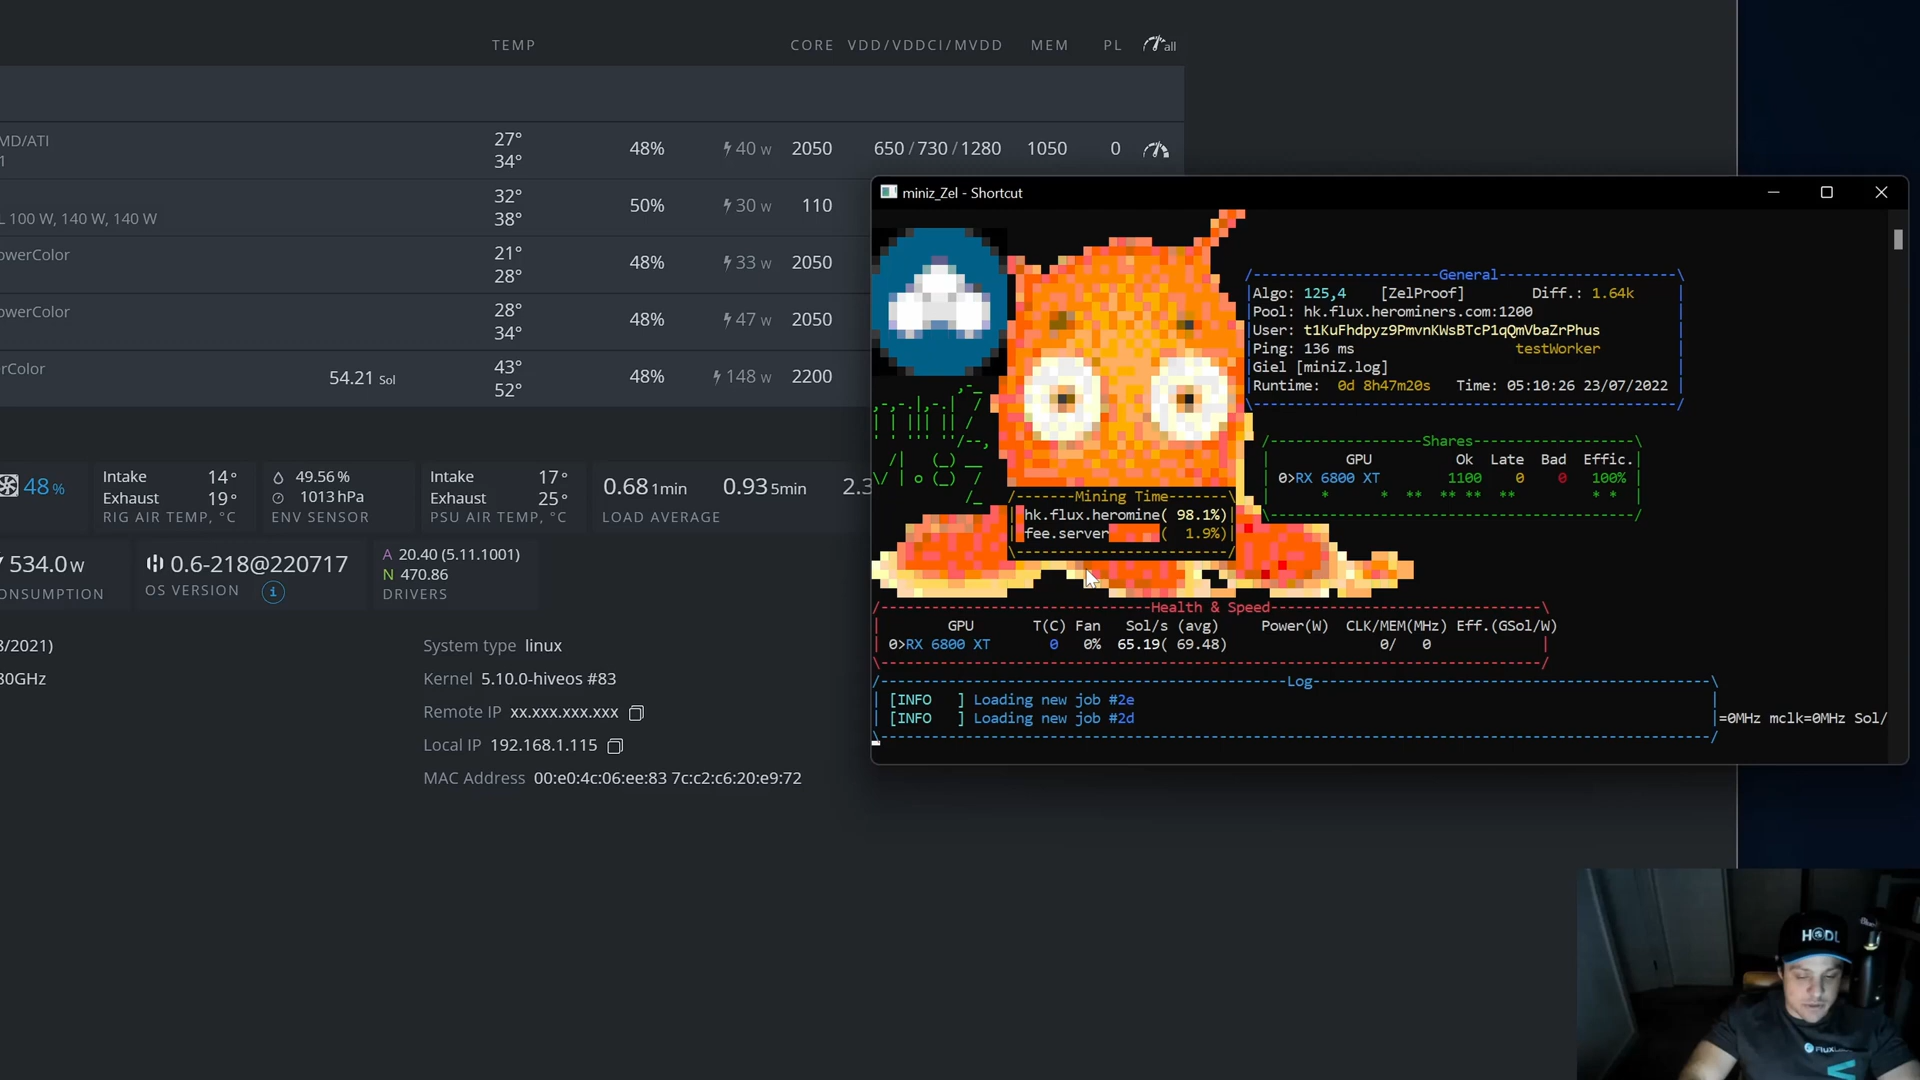 TEMP CORE VDD/VDDCI/MVDD MEM PL all
MD/ATI
1
27°
34°
48% 40 W 2050 650/730/1280 1050 0
L 100 W, 140 W, 140 W
32°
38°
50% 30 W 110
owerColor
21°
28°
48% 33 W 2050
owerColor
28°
34°
48% 47 W 2050
erColor
54.21 Sol
43°
52°
48% 148 W 2200
48 %
Intake 14°
Exhaust 19°
RIG AIR TEMP, °C
49.56 %
1013 hPa
ENV SENSOR
Intake 17°
Exhaust 25°
PSU AIR TEMP, °C
0.68 1min 0.93 5min 2.3
LOAD AVERAGE
534.0 W
ONSUMPTION
0.6-218@220717
OS VERSION
A 20.40 (5.11.1001)
N 470.86
DRIVERS
8/2021)
80GHz
System type linux
Kernel 5.10.0-hiveos #83
Remote IP xx.xxx.xxx.xxx
Local IP 192.168.1.115
MAC Address 00:e0:4c:06:ee:83 7c:c2:c6:20:e9:72
miniz_Zel - Shortcut
General
Algo: 125,4 [ZelProof] Diff.: 1.64k
Pool: hk.flux.herominers.com:1200
User: t1KuFhdpyz9PmvnKWsBTcP1qQmVbaZrPhus
Ping: 136 ms testWorker
Giel [miniZ.log]
Runtime: 0d 8h47m20s Time: 05:10:26 23/07/2022
Shares
GPU Ok Late Bad Effic.
0>RX 6800 XT 1100 0 0 100%
* * ** ** ** ** * *
Mining Time
hk.flux.heromine( 98.1%)
fee.server ( 1.9%)
Health & Speed
GPU T(C) Fan Sol/s (avg) Power(W) CLK/MEM(MHz) Eff.(GSol/W)
0>RX 6800 XT 0 0% 65.19( 69.48) 0/ 0
Log
[INFO ] Loading new job #2e
[INFO ] Loading new job #2d
=0MHz mclk=0MHz Sol/
HODL